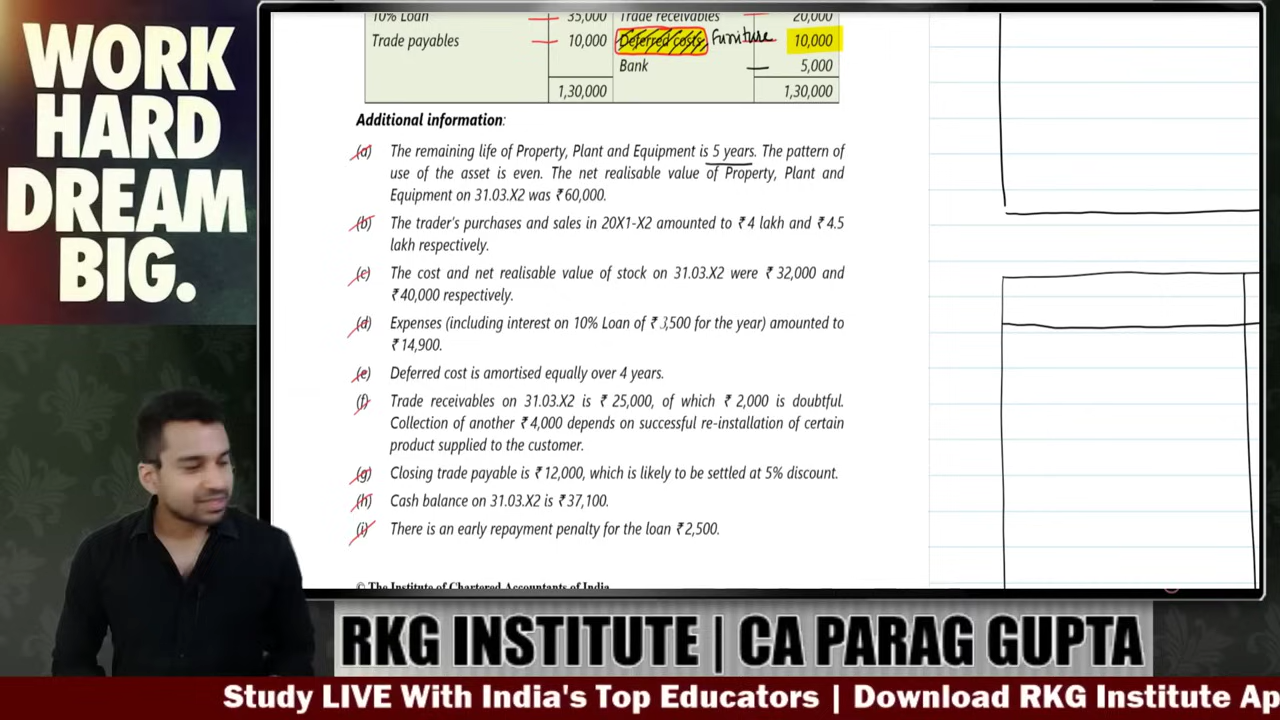 WORK
HARD
DREAM
BIG.
10% Loan 35,000 Trade receivables 20,000
Trade payables 10,000 Deferred costs Furniture 10,000
Bank 5,000
1,30,000 1,30,000
Additional information:
(a) The remaining life of Property, Plant and Equipment is 5 years. The pattern of
use of the asset is even. The net realisable value of Property, Plant and
Equipment on 31.03.X2 was ₹ 60,000.
(b) The trader's purchases and sales in 20X1-X2 amounted to ₹ 4 lakh and ₹ 4.5
lakh respectively.
(c) The cost and net realisable value of stock on 31.03.X2 were ₹ 32,000 and
₹ 40,000 respectively.
(d) Expenses (including interest on 10% Loan of ₹ 3,500 for the year) amounted to
₹ 14,900.
(e) Deferred cost is amortised equally over 4 years.
(f) Trade receivables on 31.03.X2 is ₹ 25,000, of which ₹ 2,000 is doubtful.
Collection of another ₹ 4,000 depends on successful re-installation of certain
product supplied to the customer.
(g) Closing trade payable is ₹ 12,000, which is likely to be settled at 5% discount.
(h) Cash balance on 31.03.X2 is ₹ 37,100.
(i) There is an early repayment penalty for the loan ₹ 2,500.
© The Institute of Chartered Accountants of India
RKG INSTITUTE | CA PARAG GUPTA
Study LIVE With India's Top Educators | Download RKG Institute Ap